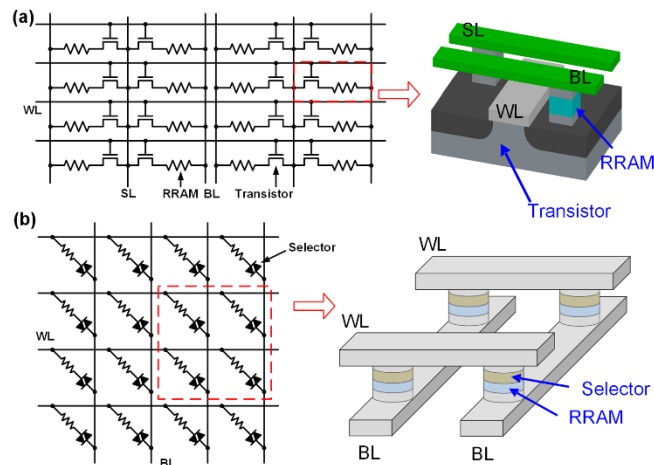 (a)
WL
SL
RRAM
BL
Transistor
SL
BL
WL
RRAM
Transistor
(b)
Selector
WL
BL
WL
WL
Selector
RRAM
BL
BL